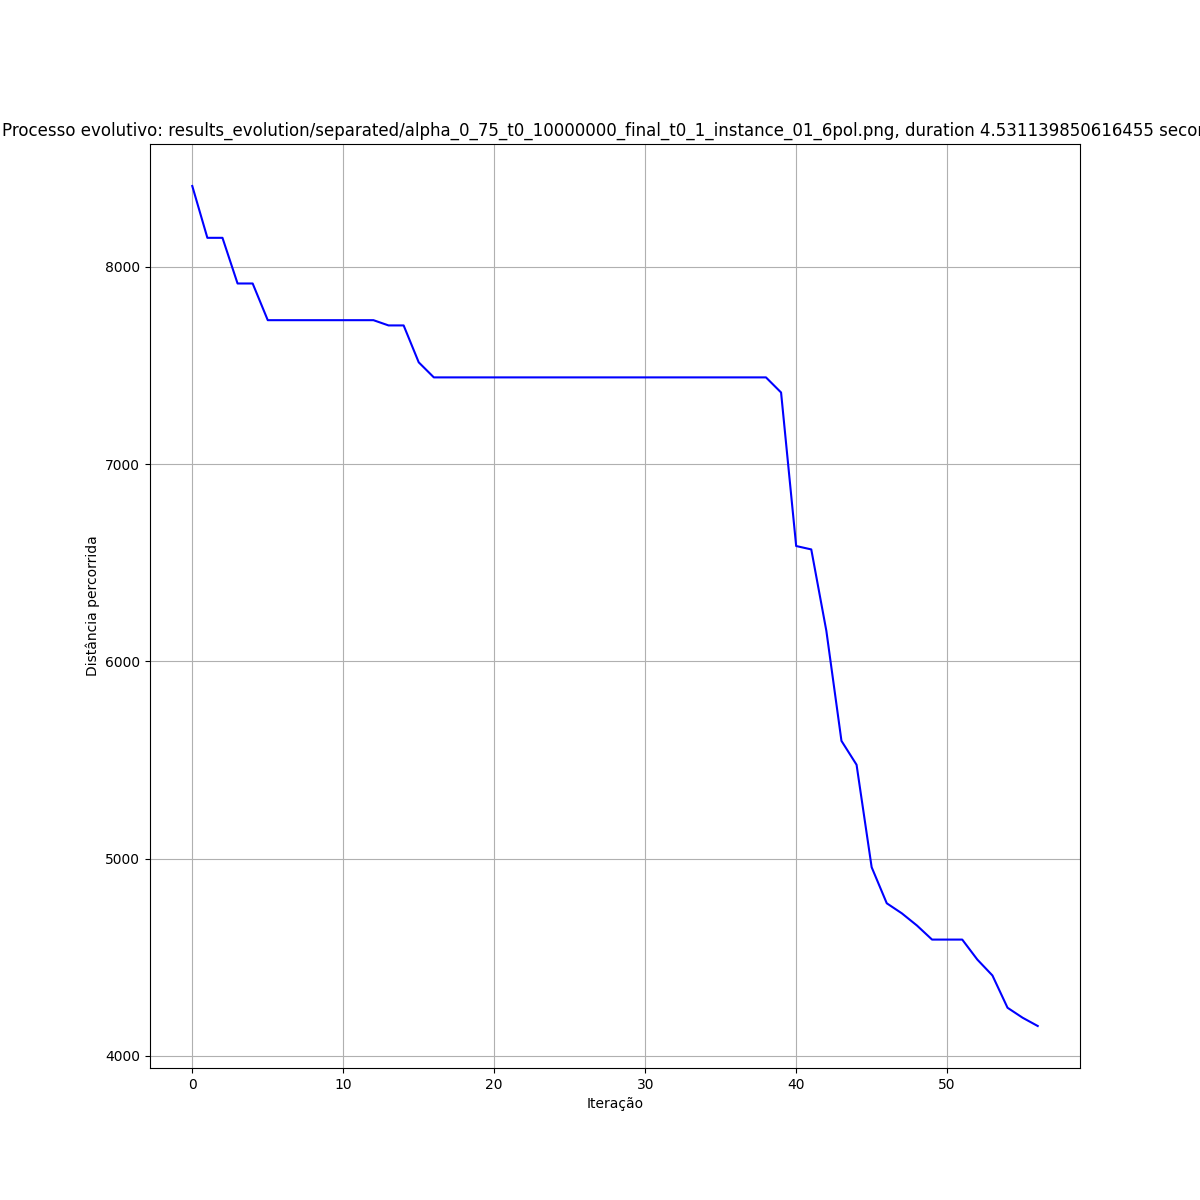 Processo evolutivo: results_evolution/separated/alpha_0_75_t0_10000000_final_t0_1_instance_01_6pol.png, duration 4.531139850616455
8000
7000
6000
5000
4000
Distância percorrida
0 10 20 30 40 50
Iteração